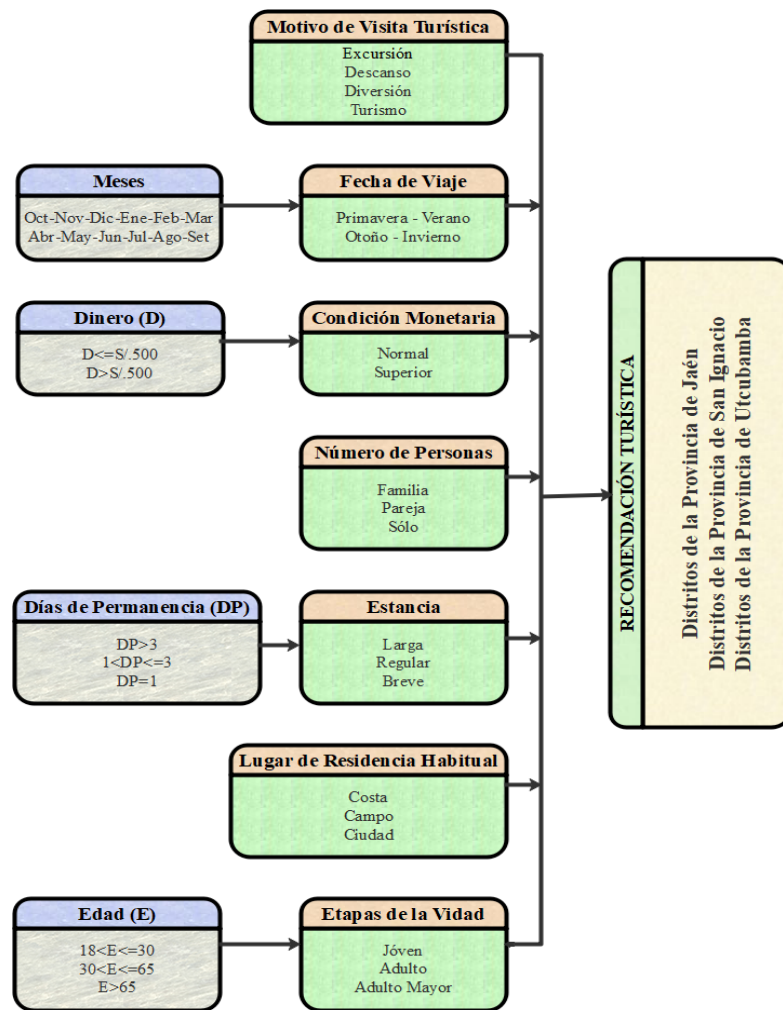 Motivo de Visita Turística
Excursión
Descanso
Diversión
Turismo
Meses
Oct-Nov-Dic-Ene-Feb-Mar
Abr-May-Jun-Jul-Ago-Set
Fecha de Viaje
Primavera - Verano
Otoño - Invierno
Dinero (D)
D<=S/.500
D>S/.500
Condición Monetaria
Normal
Superior
Número de Personas
Familia
Pareja
Sólo
Días de Permanencia (DP)
DP>3
1<DP<=3
DP=1
Estancia
Larga
Regular
Breve
Lugar de Residencia Habitual
Costa
Campo
Ciudad
Edad (E)
18<E<=30
30<E<=65
E>65
Etapas de la Vidad
Jóven
Adulto
Adulto Mayor
RECOMENDACIÓN TURÍSTICA
Distritos de la Provincia de Jaén
Distritos de la Provincia de San Ignacio
Distritos de la Provincia de Utcubamba